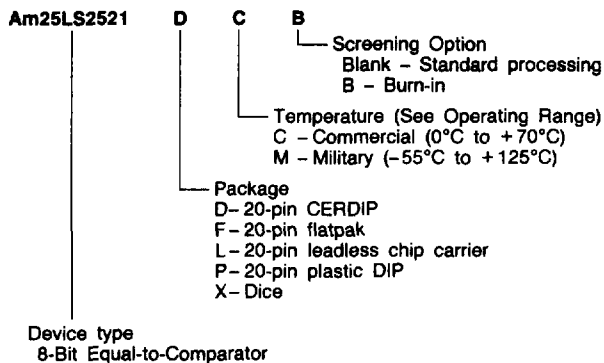 Am25LS2521 D C B
Screening Option
Blank – Standard processing
B – Burn-in
Temperature (See Operating Range)
C – Commercial (0°C to +70°C)
M – Military (–55°C to +125°C)
Package
D – 20-pin CERDIP
F – 20-pin flatpak
L – 20-pin leadless chip carrier
P – 20-pin plastic DIP
X – Dice
Device type
8-Bit Equal-to-Comparator